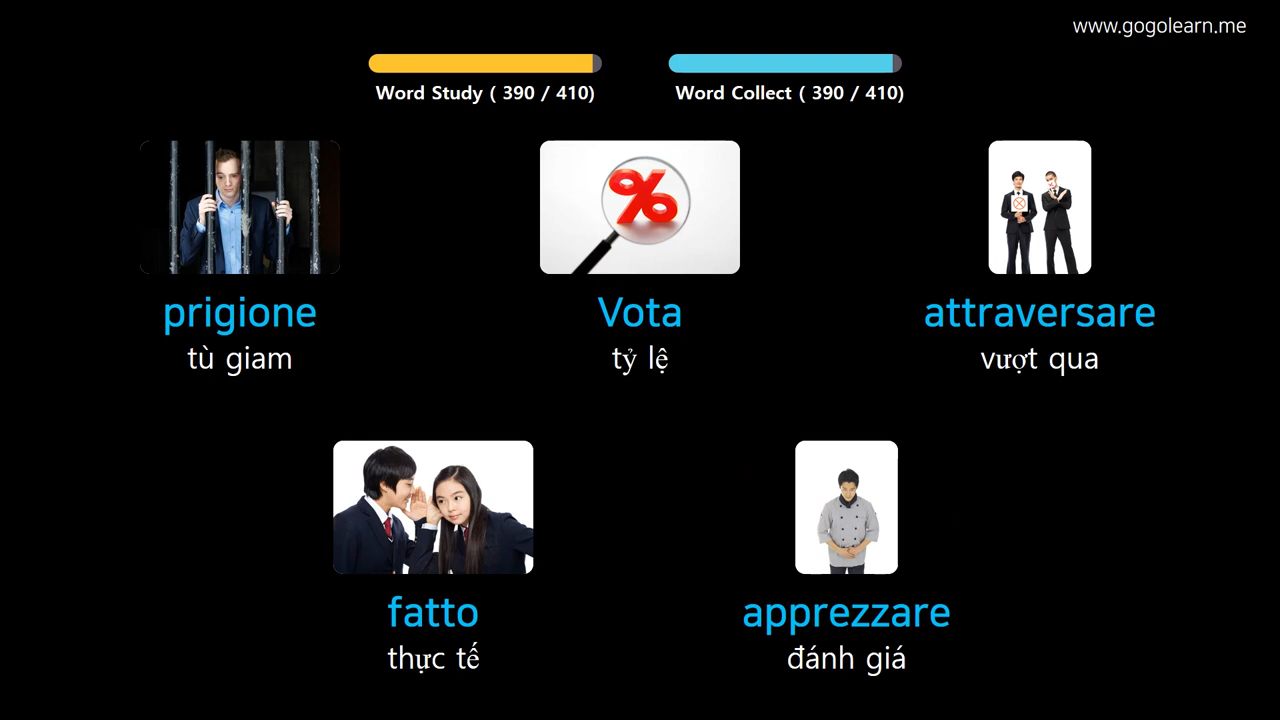 www.gogolearn.me
Word Study ( 390 / 410)
Word Collect ( 390 / 410)
prigione
tù giam
Vota
tỷ lệ
attraversare
vượt qua
fatto
thực tế
apprezzare
đánh giá